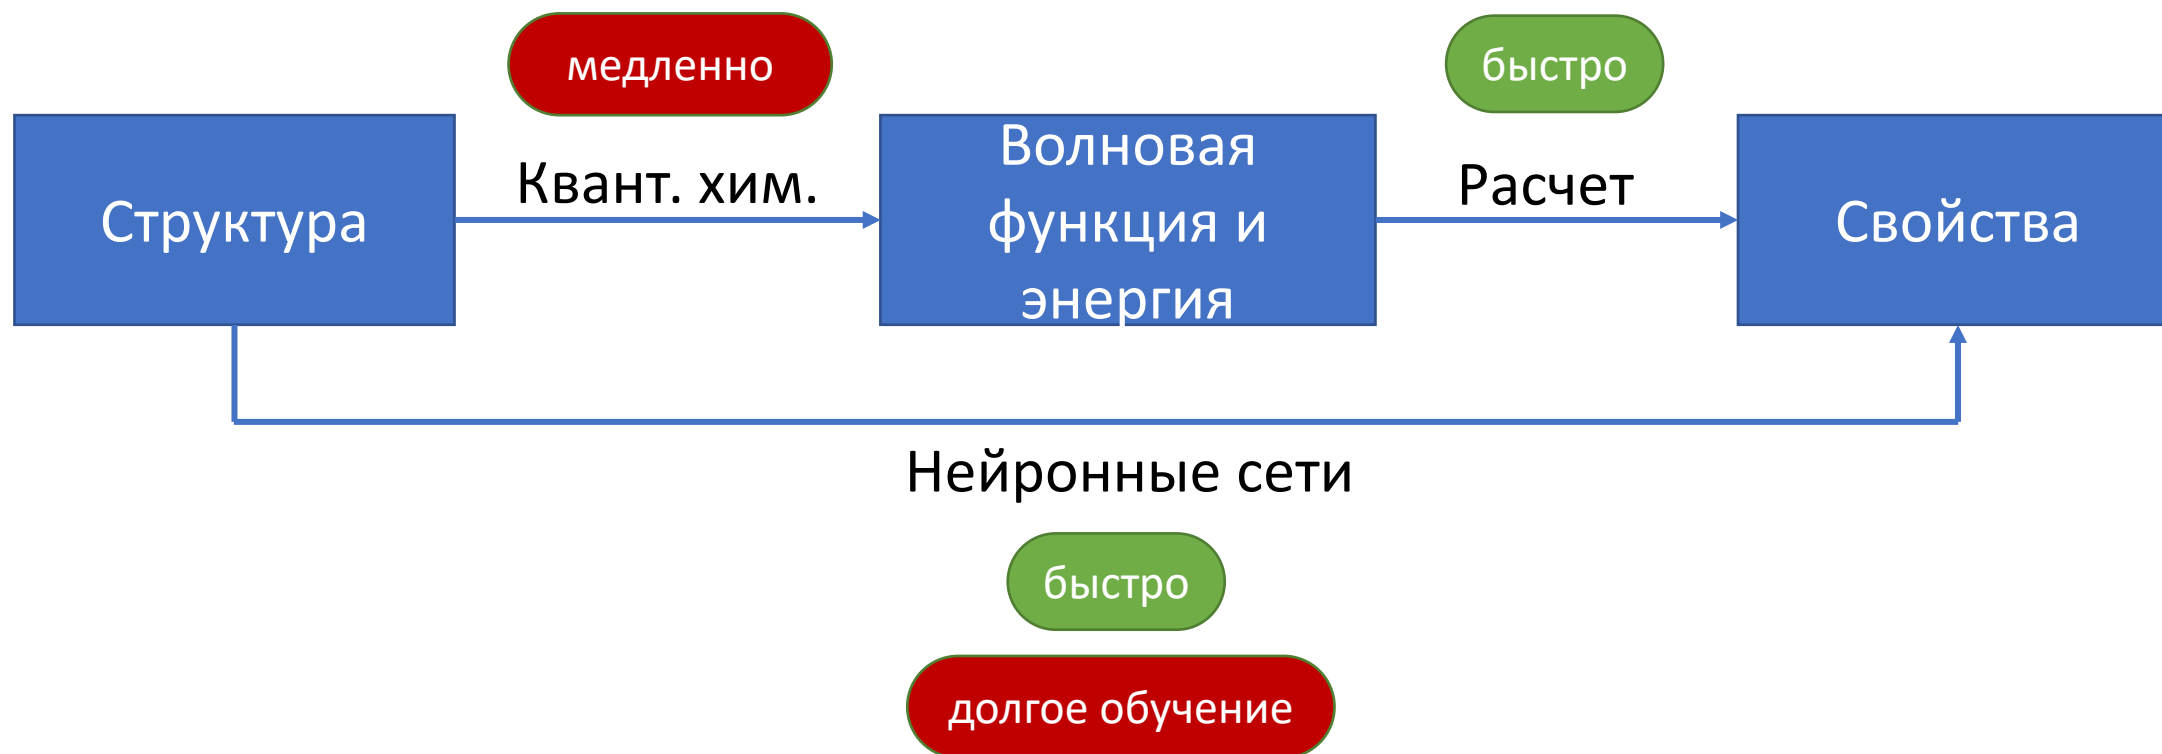 медленно
быстро
Структура
Квант. хим.
Волновая
функция и
энергия
Расчет
Свойства
Нейронные сети
быстро
долгое обучение